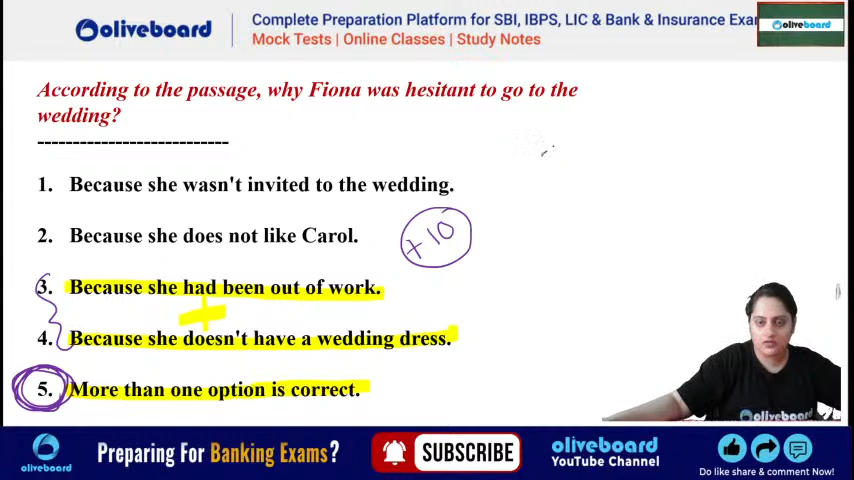 oliveboard
Complete Preparation Platform for SBI, IBPS, LIC & Bank & Insurance Exa
Mock Tests | Online Classes | Study Notes
oliveboard
According to the passage, why Fiona was hesitant to go to the
wedding?
----------------------------
1. Because she wasn't invited to the wedding.
2. Because she does not like Carol.
+10
3. Because she had been out of work.
+
4. Because she doesn't have a wedding dress.
5. More than one option is correct.
oliveboard
oliveboard
Preparing For Banking Exams?
SUBSCRIBE
oliveboard
YouTube Channel
Do like share & comment Now!